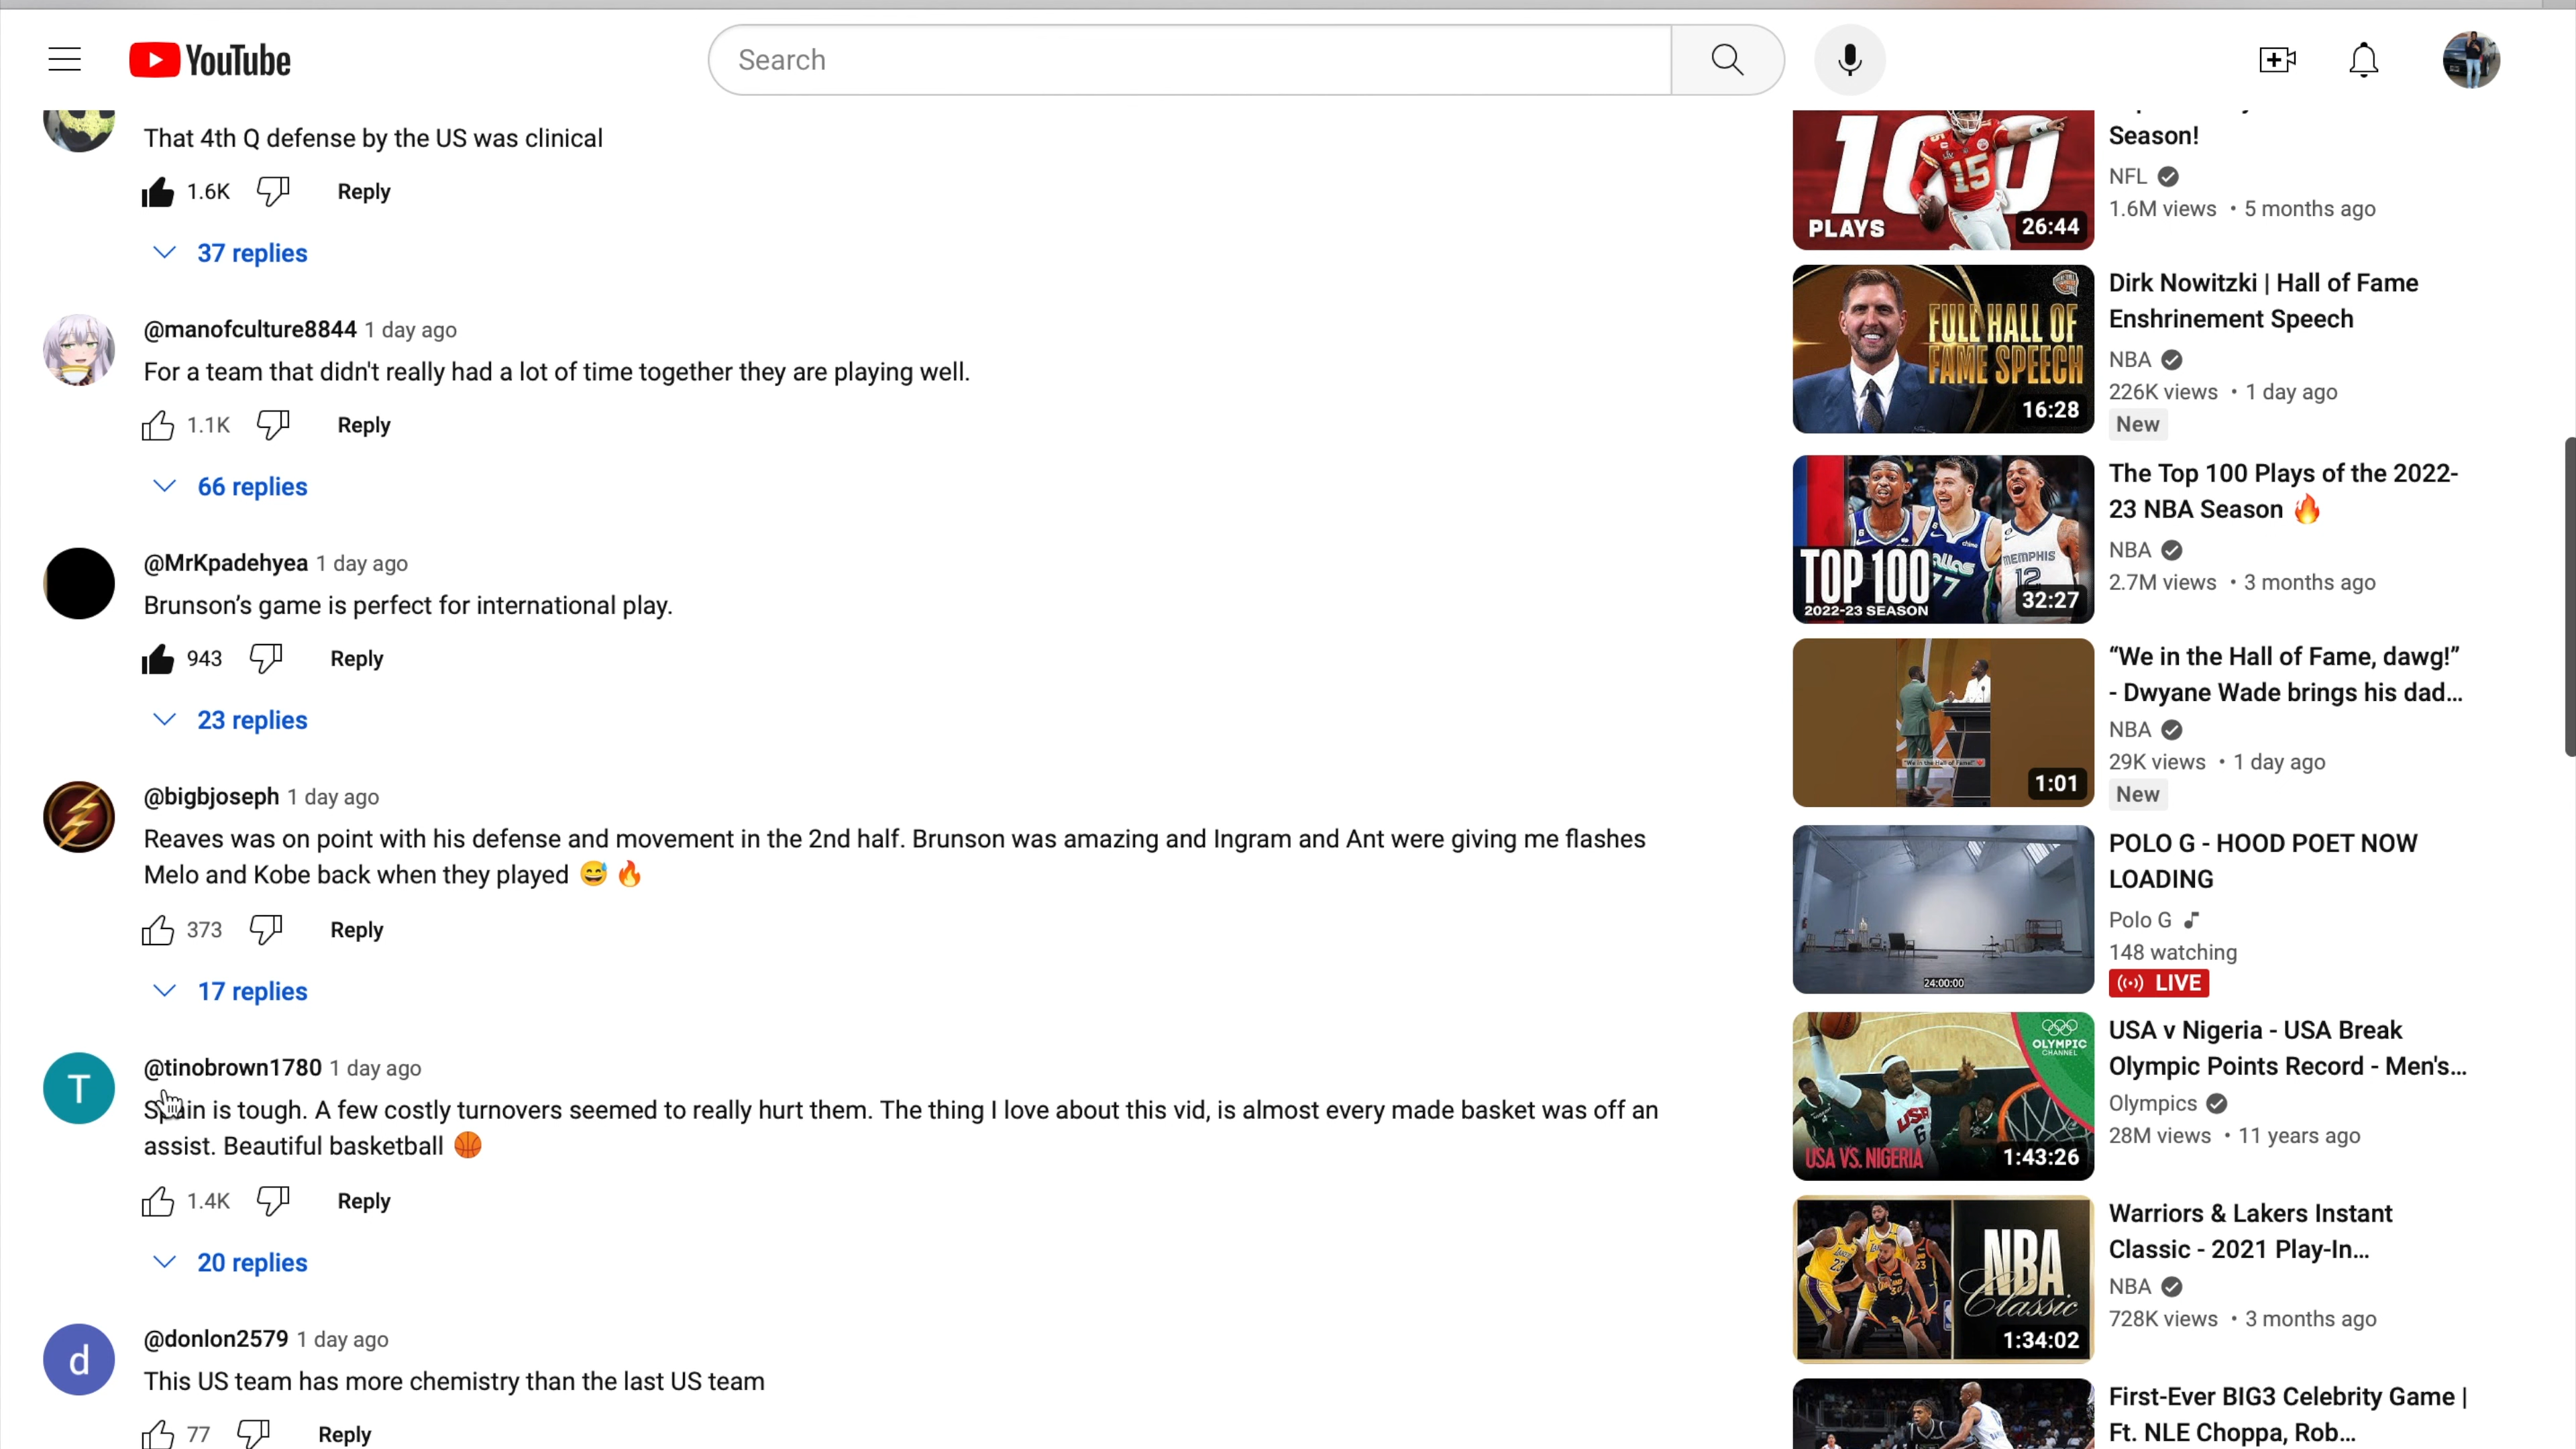 YouTube
Search
That 4th Q defense by the US was clinical
1.6K
Reply
37 replies
@manofculture8844 1 day ago
For a team that didn't really had a lot of time together they are playing well.
1.1K
Reply
66 replies
@MrKpadehyea 1 day ago
Brunson’s game is perfect for international play.
943
Reply
23 replies
@bigbjoseph 1 day ago
Reaves was on point with his defense and movement in the 2nd half. Brunson was amazing and Ingram and Ant were giving me flashes
Melo and Kobe back when they played 😅 🔥
373
Reply
17 replies
@tinobrown1780 1 day ago
Spain is tough. A few costly turnovers seemed to really hurt them. The thing I love about this vid, is almost every made basket was off an
assist. Beautiful basketball 🏀
1.4K
Reply
20 replies
@donlon2579 1 day ago
This US team has more chemistry than the last US team
77
Reply
T
d
100
PLAYS
15
26:44
Season!
NFL
1.6M views • 5 months ago
FULL HALL OF
FAME SPEECH
16:28
Dirk Nowitzki | Hall of Fame
Enshrinement Speech
NBA
226K views • 1 day ago
New
TOP 100
2022-23 SEASON
77
MEMPHIS
12
32:27
The Top 100 Plays of the 2022-
23 NBA Season 🔥
NBA
2.7M views • 3 months ago
"We in the Hall of Fame!"
1:01
“We in the Hall of Fame, dawg!”
- Dwyane Wade brings his dad...
NBA
29K views • 1 day ago
New
24:00:00
POLO G - HOOD POET NOW
LOADING
Polo G
148 watching
LIVE
OLYMPIC
CHANNEL
USA
6
USA VS. NIGERIA
1:43:26
USA v Nigeria - USA Break
Olympic Points Record - Men's...
Olympics
28M views • 11 years ago
NBA
Classic
23
30
1:34:02
Warriors & Lakers Instant
Classic - 2021 Play-In...
NBA
728K views • 3 months ago
First-Ever BIG3 Celebrity Game |
Ft. NLE Choppa, Rob...